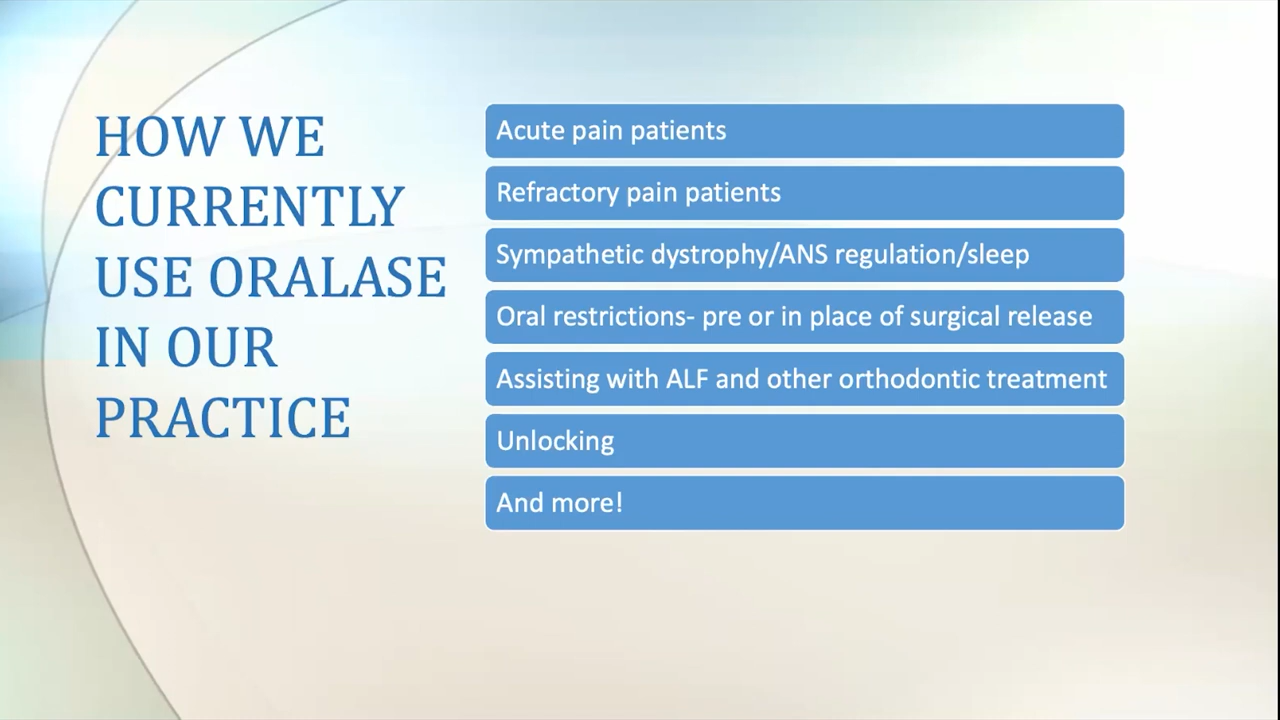 HOW WE
CURRENTLY
USE ORALASE
IN OUR
PRACTICE
Acute pain patients
Refractory pain patients
Sympathetic dystrophy/ANS regulation/sleep
Oral restrictions- pre or in place of surgical release
Assisting with ALF and other orthodontic treatment
Unlocking
And more!